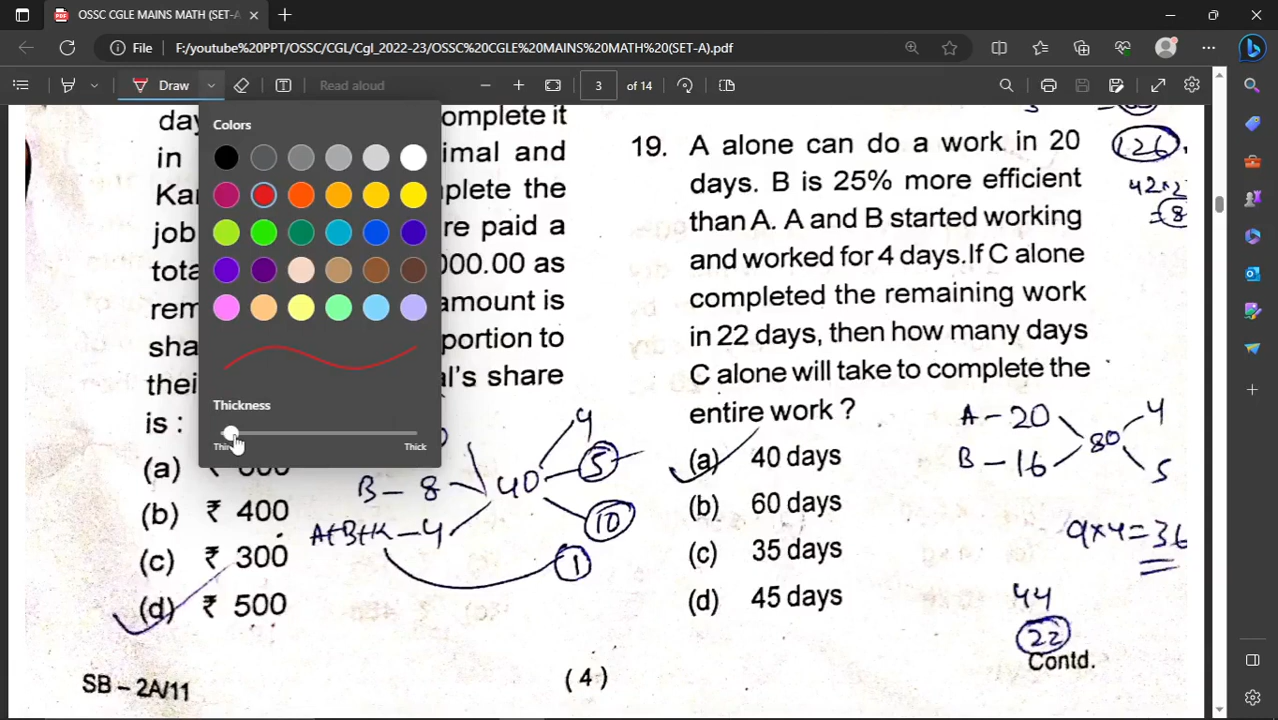 OSSC CGLE MAINS MATH (SET-A
File
F:/youtube%20PPT/OSSC/CGL/Cgl_2022-23/OSSC%20CGLE%20MAINS%20MATH%20(SET-A).pdf
Draw
Read aloud
3 of 14
Colors
Thickness
Thick
day
omplete it
in
imal and
Kar
plete the
job
re paid a
tota
000.00 as
rem
amount is
sha
portion to
thei
l's share
is :
(a) ₹
(b) ₹ 400
(c) ₹ 300
(d) ₹ 500
B - 8
A+B+K - 4
40
4
5
10
1
SB – 2A/11
(4)
19. A alone can do a work in 20
days. B is 25% more efficient
than A. A and B started working
and worked for 4 days.If C alone
completed the remaining work
in 22 days, then how many days
C alone will take to complete the
entire work ?
(a) 40 days
(b) 60 days
(c) 35 days
(d) 45 days
A - 20
B - 16
80
4
5
9×4=36
44
22
Contd.
126
42×2
=8